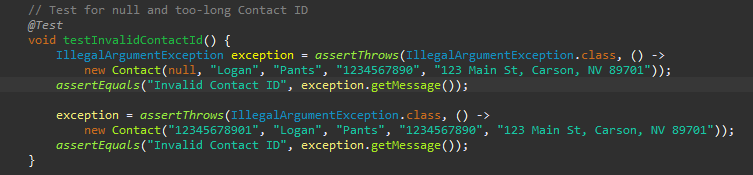 // Test for null and too-long Contact ID
@Test
void testInvalidContactId() {
IllegalArgumentException exception = assertThrows(IllegalArgumentException.class, () ->
new Contact(null, "Logan", "Pants", "1234567890", "123 Main St, Carson, NV 89701"));
assertEquals("Invalid Contact ID", exception.getMessage());
exception = assertThrows(IllegalArgumentException.class, () ->
new Contact("12345678901", "Logan", "Pants", "1234567890", "123 Main St, Carson, NV 89701"));
assertEquals("Invalid Contact ID", exception.getMessage());
}